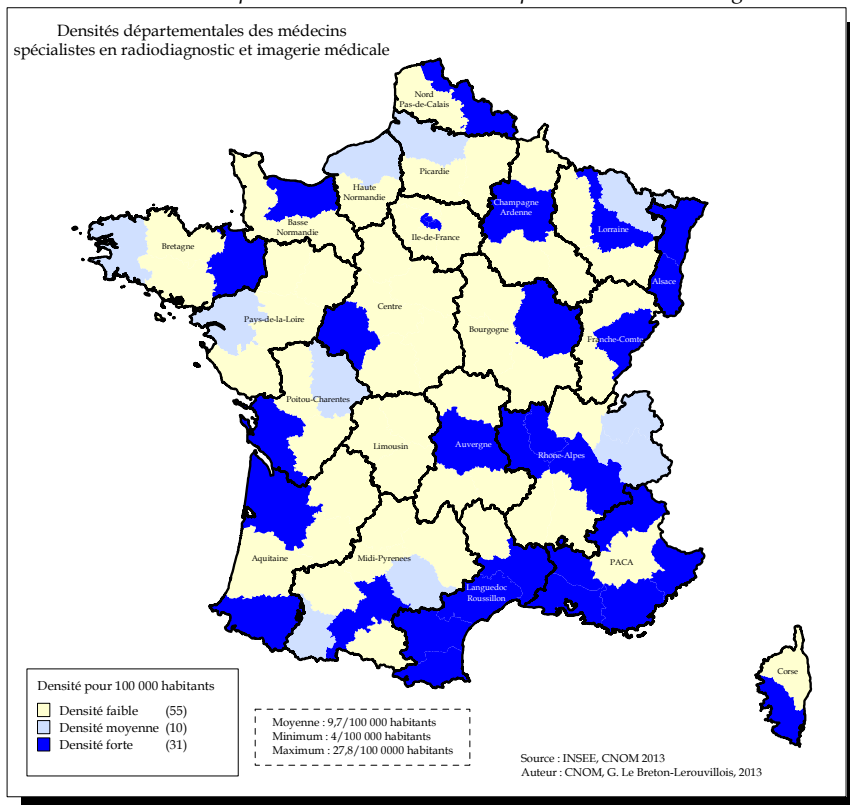 Densités départementales des médecins
spécialistes en radiodiagnostic et imagerie médicale
Nord
Pas-de-Calais
Picardie
Haute
Normandie
Champagne
Ardenne
Basse
Normandie
Ile-de-France
Lorraine
Bretagne
Alsace
Centre
Pays-de-la-Loire
Bourgogne
Franche-Comte
Poitou-Charentes
Limousin
Auvergne
Rhone-Alpes
Aquitaine
Midi-Pyrenees
PACA
Languedoc
Roussillon
Corse
Densité pour 100 000 habitants
Densité faible (55)
Densité moyenne (10)
Densité forte (31)
Moyenne : 9,7/100 000 habitants
Minimum : 4/100 000 habitants
Maximum : 27,8/100 0000 habitants
Source : INSEE, CNOM 2013
Auteur : CNOM, G. Le Breton-Lerouvillois, 2013